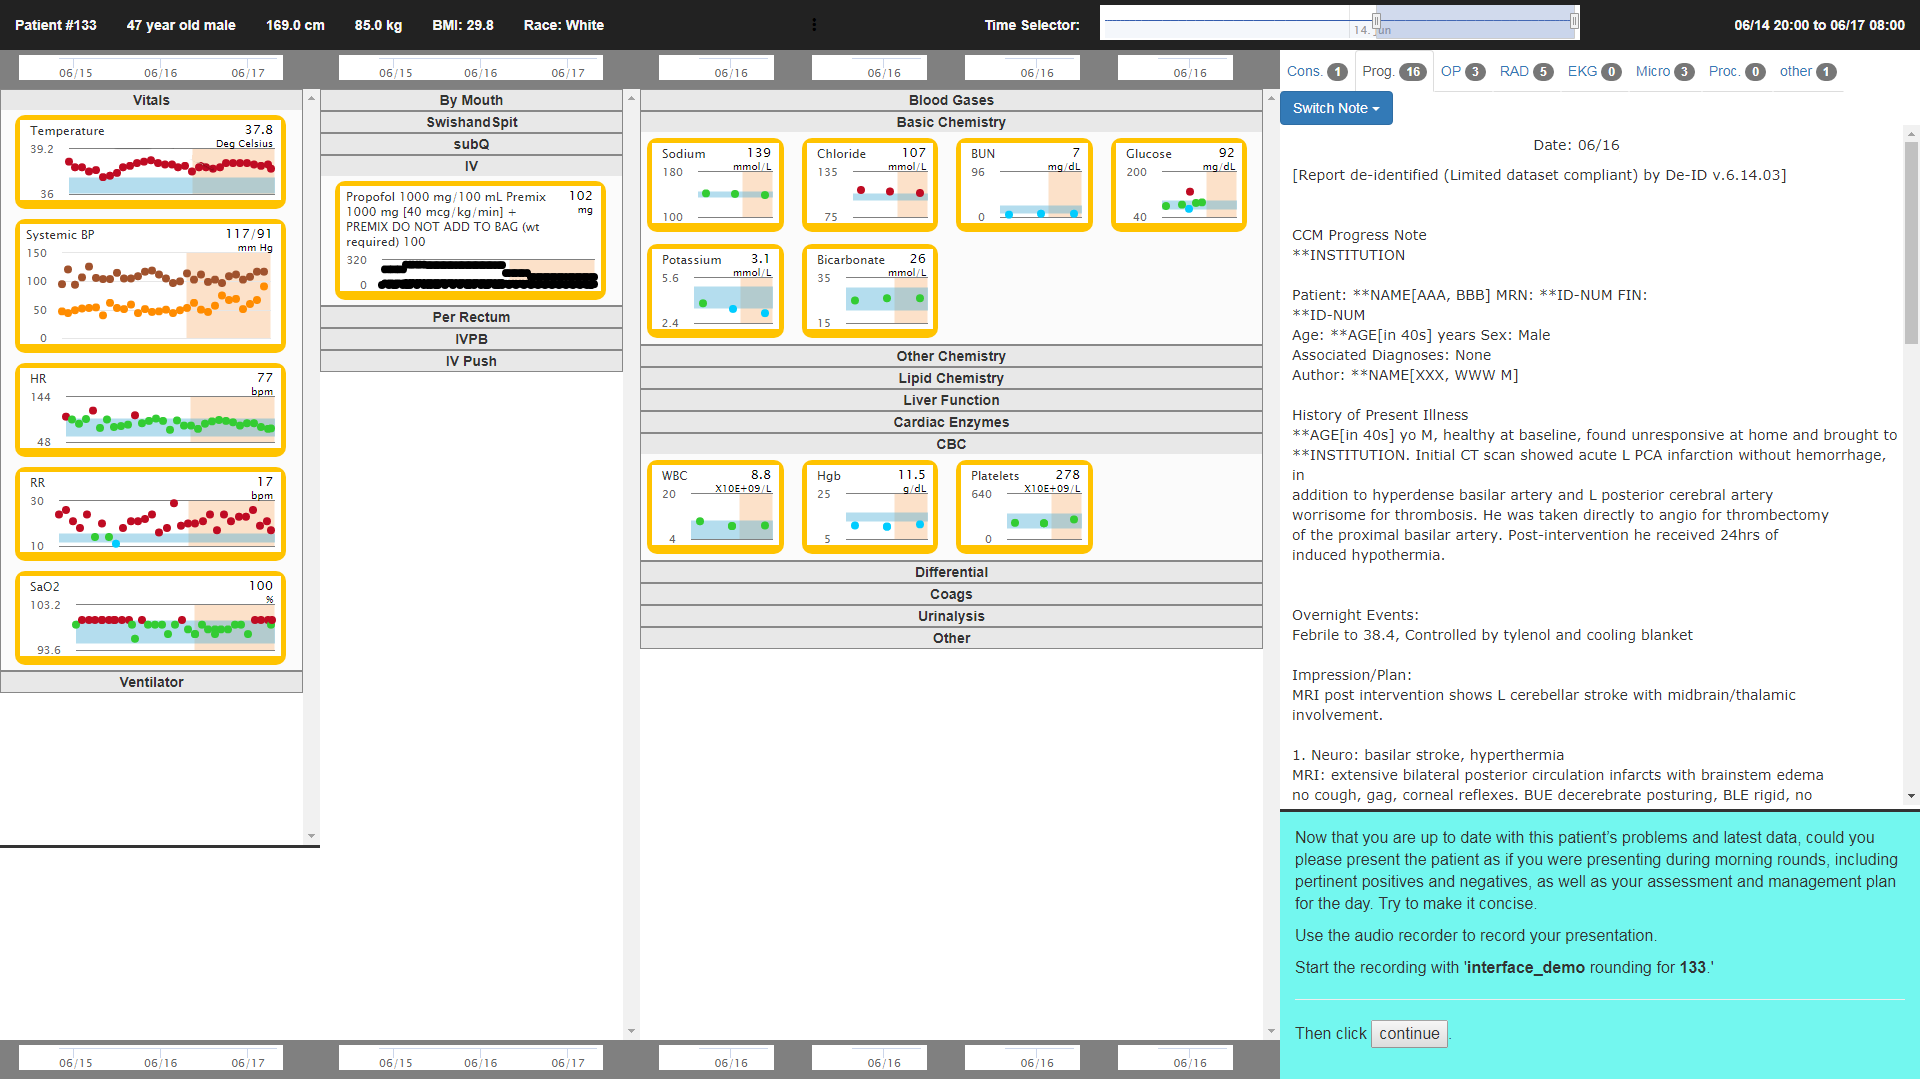 Patient #133 47 year old male 169.0 cm 85.0 kg BMI: 29.8 Race: White Time Selector: 14. Jun 06/14 20:00 to 06/17 08:00
06/15 06/16 06/17
06/15 06/16 06/17
06/16 06/16 06/16 06/16
Vitals
Temperature 37.8
Deg Celsius
39.2
36
Systemic BP 117/91
mm Hg
150
100
50
0
HR 77
bpm
144
48
RR 17
bpm
30
10
SaO2 100
%
103.2
93.6
Ventilator
By Mouth
SwishandSpit
subQ
IV
Propofol 1000 mg/100 mL Premix 102
1000 mg [40 mcg/kg/min] + mg
PREMIX DO NOT ADD TO BAG (wt
required) 100
320
0
Per Rectum
IVPB
IV Push
Blood Gases
Basic Chemistry
Sodium 139
mmol/L
180
100
Chloride 107
mmol/L
135
75
BUN 7
mg/dL
96
0
Glucose 92
mg/dL
200
40
Potassium 3.1
mmol/L
5.6
2.4
Bicarbonate 26
mmol/L
35
15
Other Chemistry
Lipid Chemistry
Liver Function
Cardiac Enzymes
CBC
WBC 8.8
X10E+09/L
20
4
Hgb 11.5
g/dL
25
5
Platelets 278
X10E+09/L
640
0
Differential
Coags
Urinalysis
Other
Cons. 1 Prog. 16 OP 3 RAD 5 EKG 0 Micro 3 Proc. 0 other 1
Switch Note
Date: 06/16
[Report de-identified (Limited dataset compliant) by De-ID v.6.14.03]
CCM Progress Note
**INSTITUTION
Patient: **NAME[AAA, BBB] MRN: **ID-NUM FIN:
**ID-NUM
Age: **AGE[in 40s] years Sex: Male
Associated Diagnoses: None
Author: **NAME[XXX, WWW M]
History of Present Illness
**AGE[in 40s] yo M, healthy at baseline, found unresponsive at home and brought to
**INSTITUTION. Initial CT scan showed acute L PCA infarction without hemorrhage,
in
addition to hyperdense basilar artery and L posterior cerebral artery
worrisome for thrombosis. He was taken directly to angio for thrombectomy
of the proximal basilar artery. Post-intervention he received 24hrs of
induced hypothermia.
Overnight Events:
Febrile to 38.4, Controlled by tylenol and cooling blanket
Impression/Plan:
MRI post intervention shows L cerebellar stroke with midbrain/thalamic
involvement.
1. Neuro: basilar stroke, hyperthermia
MRI: extensive bilateral posterior circulation infarcts with brainstem edema
no cough, gag, corneal reflexes. BUE decerebrate posturing, BLE rigid, no
Now that you are up to date with this patient's problems and latest data, could you
please present the patient as if you were presenting during morning rounds, including
pertinent positives and negatives, as well as your assessment and management plan
for the day. Try to make it concise.
Use the audio recorder to record your presentation.
Start the recording with 'interface_demo rounding for 133.'
Then click continue.
06/15 06/16 06/17
06/15 06/16 06/17
06/16 06/16 06/16 06/16